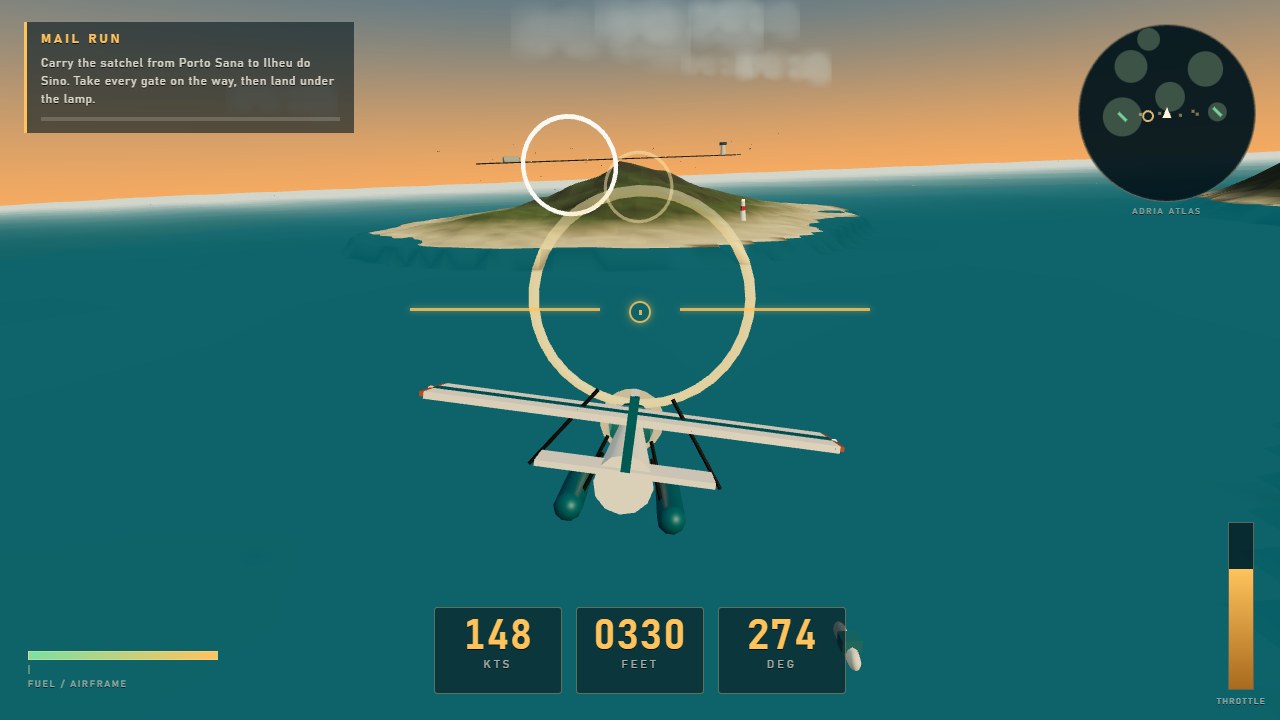 MAIL RUN
Carry the satchel from Porto Sana to Ilheu do
Sino. Take every gate on the way, then land under
the lamp.
ADRIA ATLAS
148
KTS
0330
FEET
274
DEG
FUEL / AIRFRAME
THROTTLE